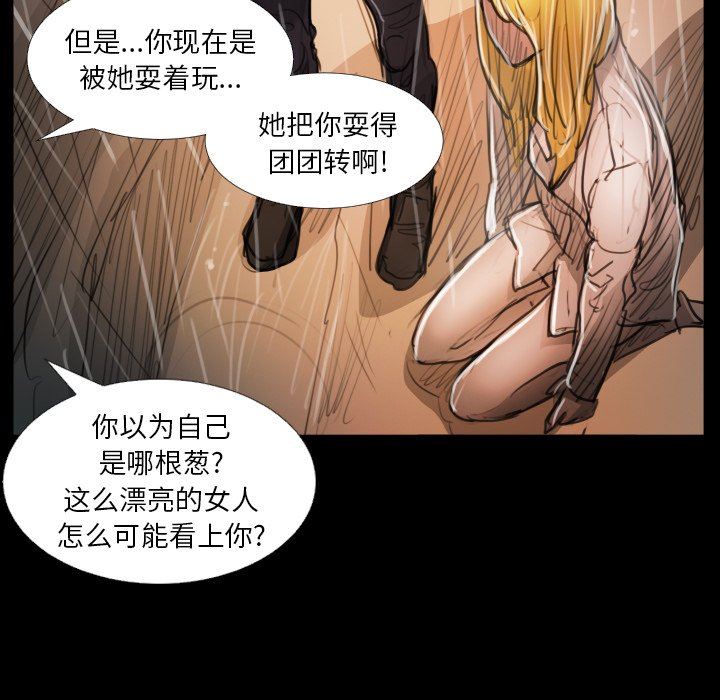 但是...你现在是
被她耍着玩...
她把你耍得
团团转啊!
你以为自己
是哪根葱?
这么漂亮的女人
怎么可能看上你?